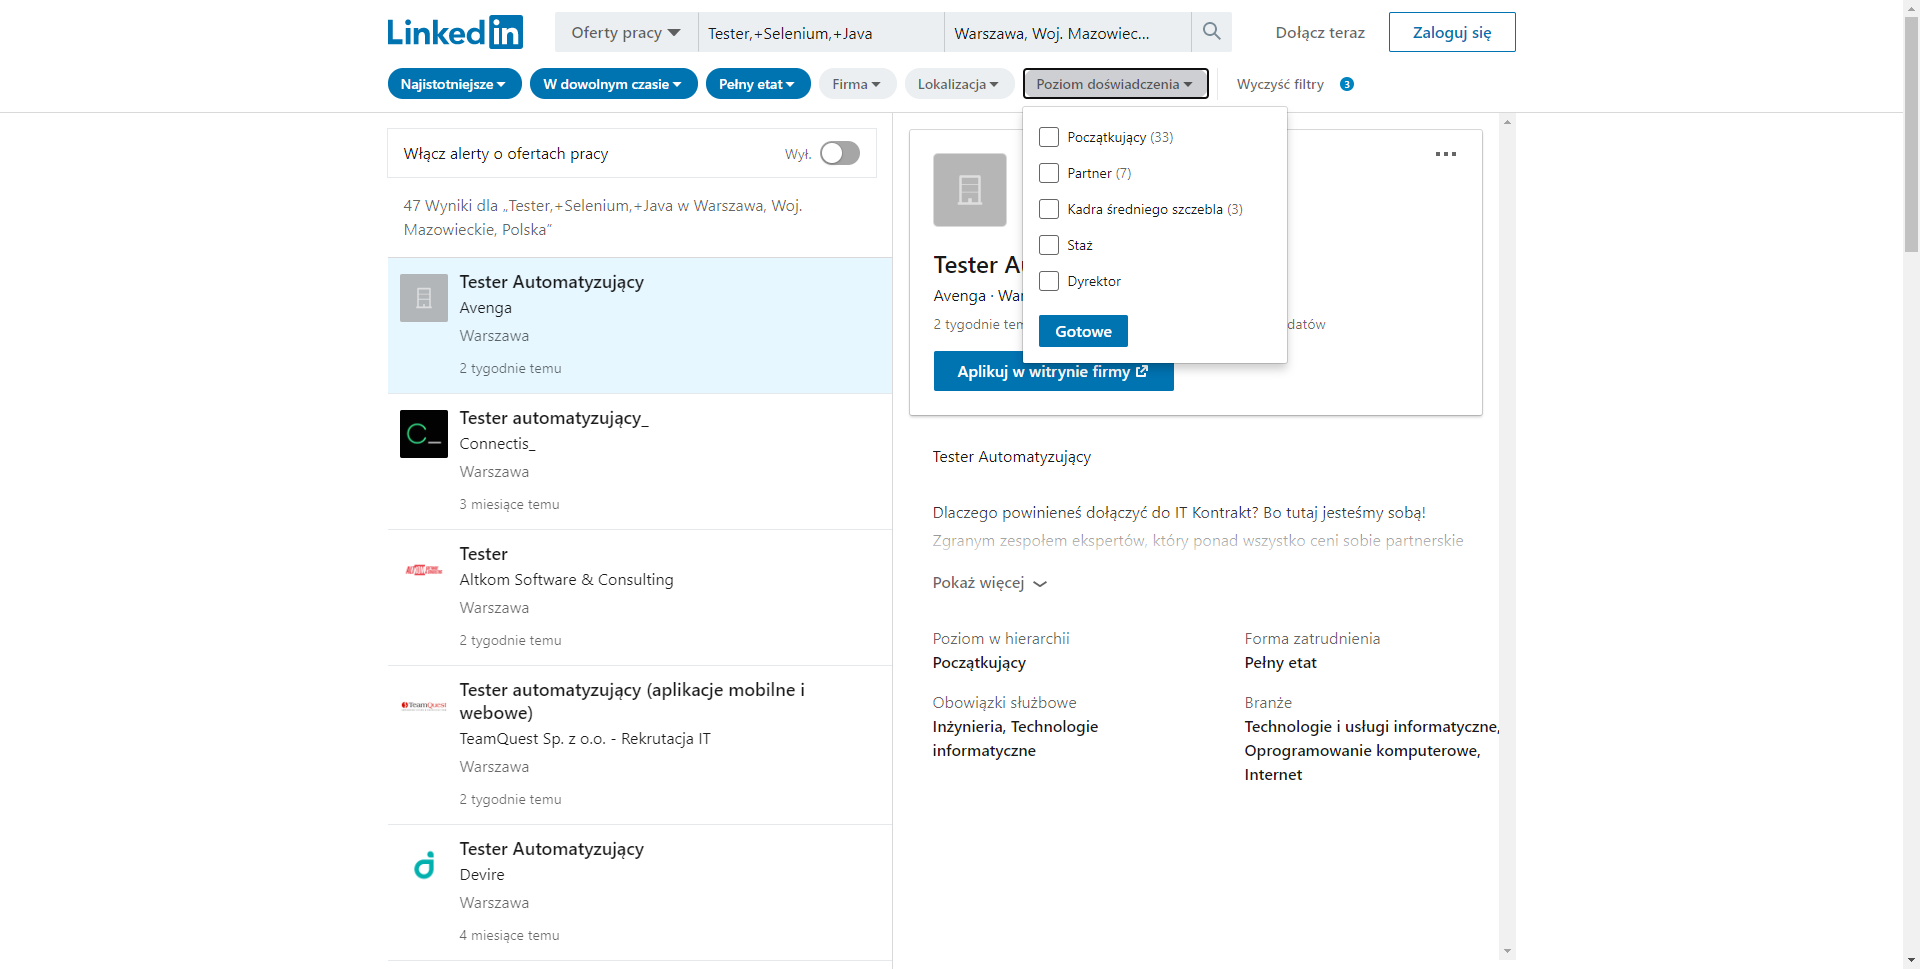 LinkedIn
Oferty pracy
Tester,+Selenium,+Java
Warszawa, Woj. Mazowiec...
Dołącz teraz
Zaloguj się
Najistotniejsze
W dowolnym czasie
Pełny etat
Firma
Lokalizacja
Poziom doświadczenia
Wyczyść filtry
3
Początkujący (33)
Partner (7)
Kadra średniego szczebla (3)
Staż
Dyrektor
Gotowe
Włącz alerty o ofertach pracy
Wył.
47 Wyniki dla „Tester,+Selenium,+Java w Warszawa, Woj.
Mazowieckie, Polska”
Tester Automatyzujący
Avenga
Warszawa
2 tygodnie temu
Tester automatyzujący_
Connectis_
Warszawa
3 miesiące temu
Tester
Altkom Software & Consulting
Warszawa
2 tygodnie temu
TeamQuest
Tester automatyzujący (aplikacje mobilne i
webowe)
TeamQuest Sp. z o.o. - Rekrutacja IT
Warszawa
2 tygodnie temu
Tester Automatyzujący
Devire
Warszawa
4 miesiące temu
Tester A
Avenga · War
2 tygodnie tem
datów
Aplikuj w witrynie firmy
Tester Automatyzujący
Dlaczego powinieneś dołączyć do IT Kontrakt? Bo tutaj jesteśmy sobą!
Zgranym zespołem ekspertów, który ponad wszystko ceni sobie partnerskie
Pokaż więcej
Poziom w hierarchii
Początkujący
Forma zatrudnienia
Pełny etat
Obowiązki służbowe
Inżynieria, Technologie
informatyczne
Branże
Technologie i usługi informatyczne,
Oprogramowanie komputerowe,
Internet